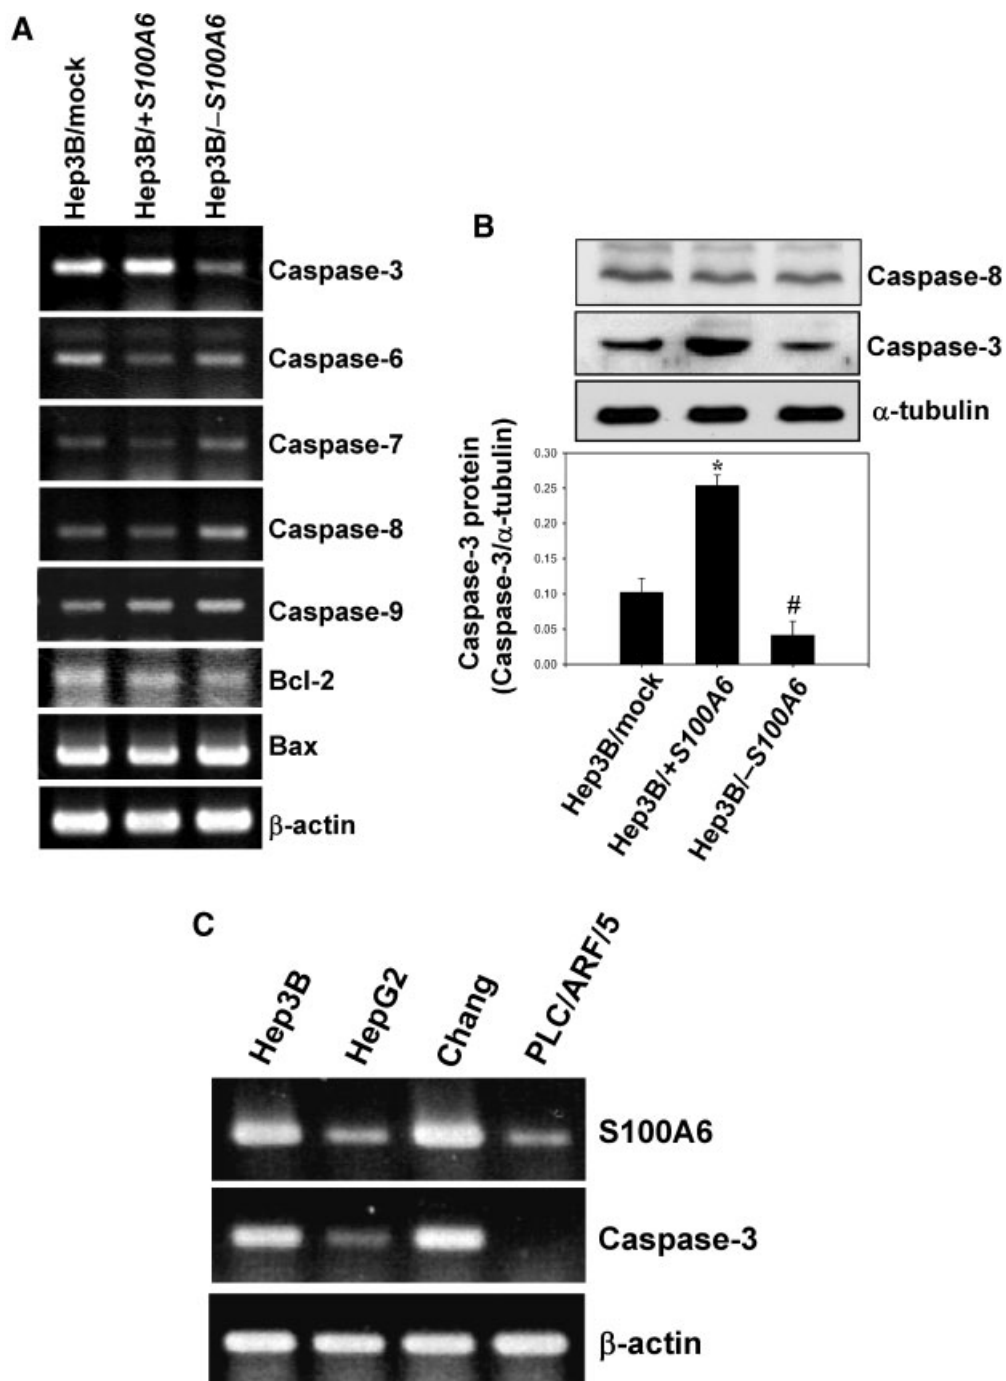 A
Hep3B/mock
Hep3B/+S100A6
Hep3B/−S100A6
Caspase-3
Caspase-6
Caspase-7
Caspase-8
Caspase-9
Bcl-2
Bax
β-actin
B
Caspase-8
Caspase-3
α-tubulin
Caspase-3 protein
(Caspase-3/α-tubulin)
0.30
0.25
0.20
0.15
0.10
0.05
0.00
*
#
Hep3B/mock
Hep3B/+S100A6
Hep3B/−S100A6
C
Hep3B
HepG2
Chang
PLC/ARF/5
S100A6
Caspase-3
β-actin